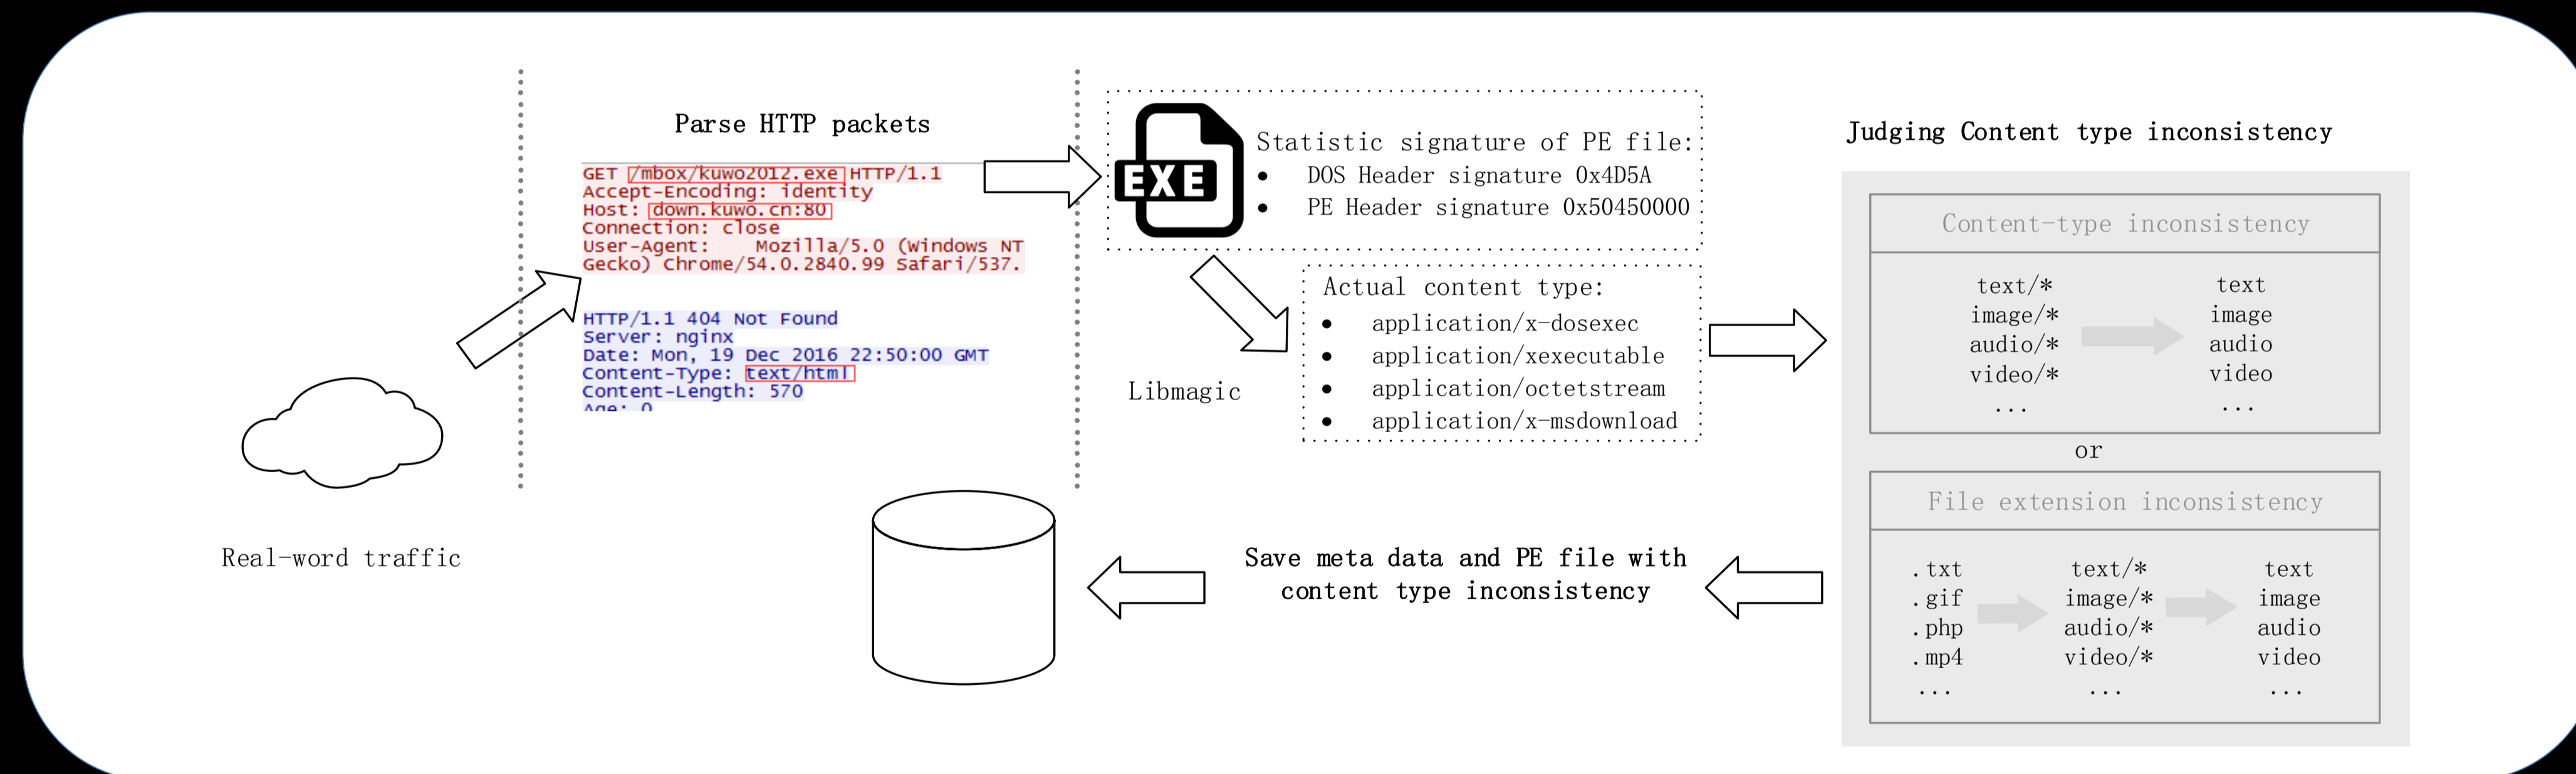 Parse HTTP packets
GET /mbox/kuwo2012.exe HTTP/1.1
Accept-Encoding: identity
Host: down.kuwo.cn:80
Connection: close
User-Agent: Mozilla/5.0 (Windows NT
Gecko) Chrome/54.0.2840.99 Safari/537.
HTTP/1.1 404 Not Found
Server: nginx
Date: Mon, 19 Dec 2016 22:50:00 GMT
Content-Type: text/html
Content-Length: 570
Age: 0
Real-word traffic
EXE
Statistic signature of PE file:
• DOS Header signature 0x4D5A
• PE Header signature 0x50450000
Libmagic
Actual content type:
• application/x-dosexec
• application/xexecutable
• application/octetstream
• application/x-msdownload
Judging Content type inconsistency
Content-type inconsistency
text/* text
image/* image
audio/* audio
video/* video
... ...
or
File extension inconsistency
.txt text/* text
.gif image/* image
.php audio/* audio
.mp4 video/* video
... ... ...
Save meta data and PE file with
content type inconsistency